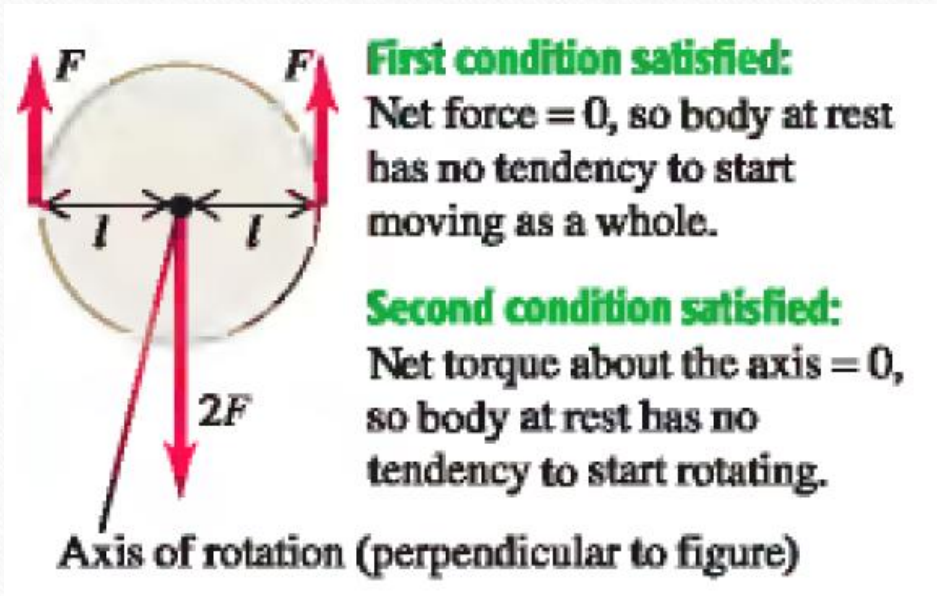 F
F
l
l
2F
Axis of rotation (perpendicular to figure)
First condition satisfied:
Net force = 0, so body at rest
has no tendency to start
moving as a whole.
Second condition satisfied:
Net torque about the axis = 0,
so body at rest has no
tendency to start rotating.